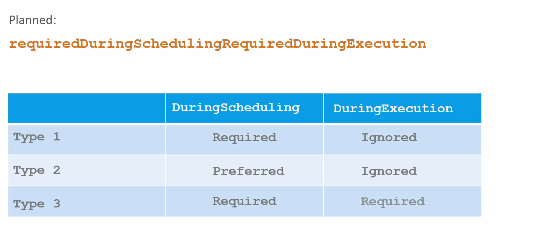 Planned:
requiredDuringSchedulingRequiredDuringExecution
DuringScheduling DuringExecution
Type 1 Required Ignored
Type 2 Preferred Ignored
Type 3 Required Required